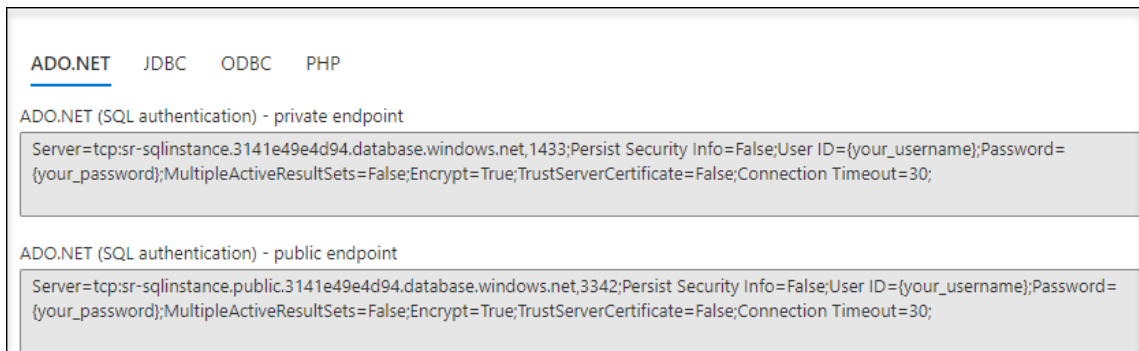 ADO.NET JDBC ODBC PHP
ADO.NET (SQL authentication) - private endpoint
Server=tcp:sr-sqlinstance.3141e49e4d94.database.windows.net,1433;Persist Security Info=False;User ID={your_username};Password=
{your_password};MultipleActiveResultSets=False;Encrypt=True;TrustServerCertificate=False;Connection Timeout=30;
ADO.NET (SQL authentication) - public endpoint
Server=tcp:sr-sqlinstance.public.3141e49e4d94.database.windows.net,3342;Persist Security Info=False;User ID={your_username};Password=
{your_password};MultipleActiveResultSets=False;Encrypt=True;TrustServerCertificate=False;Connection Timeout=30;